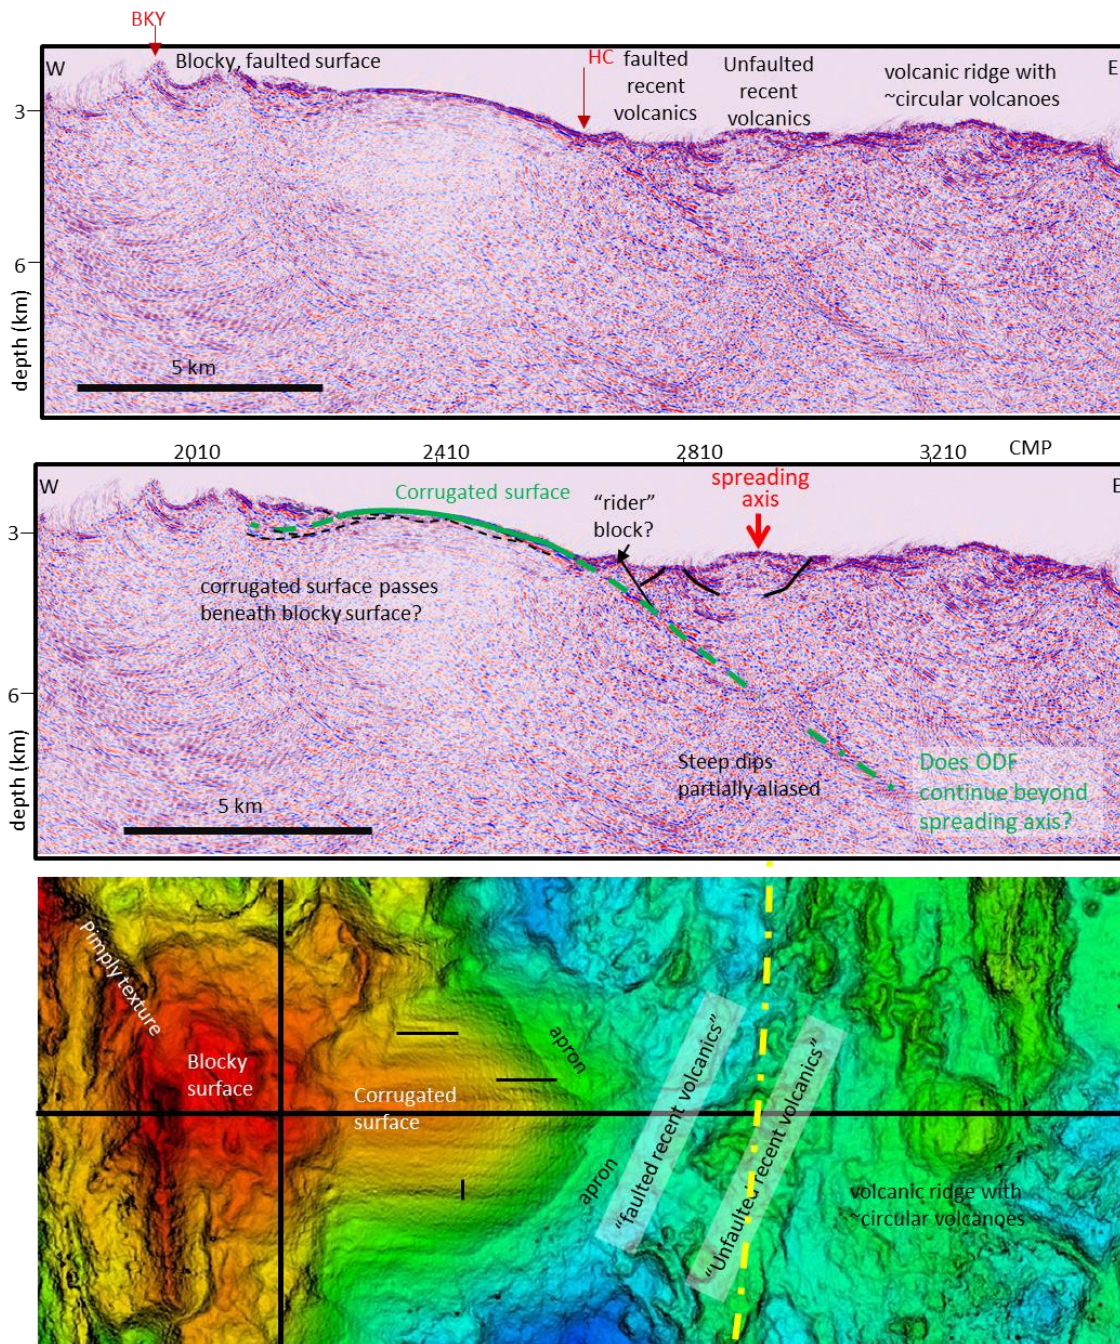 BKY
W
Blocky, faulted surface
HC
faulted
recent
volcanics
Unfaulted
recent
volcanics
volcanic ridge with
~circular volcanoes
E
3
6
depth (km)
5 km
2010
2410
2810
3210
CMP
W
Corrugated surface
"rider"
block?
spreading
axis
E
3
corrugated surface passes
beneath blocky surface?
6
depth (km)
Steep dips
partially aliased
Does ODF
continue beyond
spreading axis?
5 km
Pimply texture
Blocky
surface
Corrugated
surface
apron
apron
"faulted recent volcanics"
"Unfaulted recent volcanics"
volcanic ridge with
~circular volcanoes